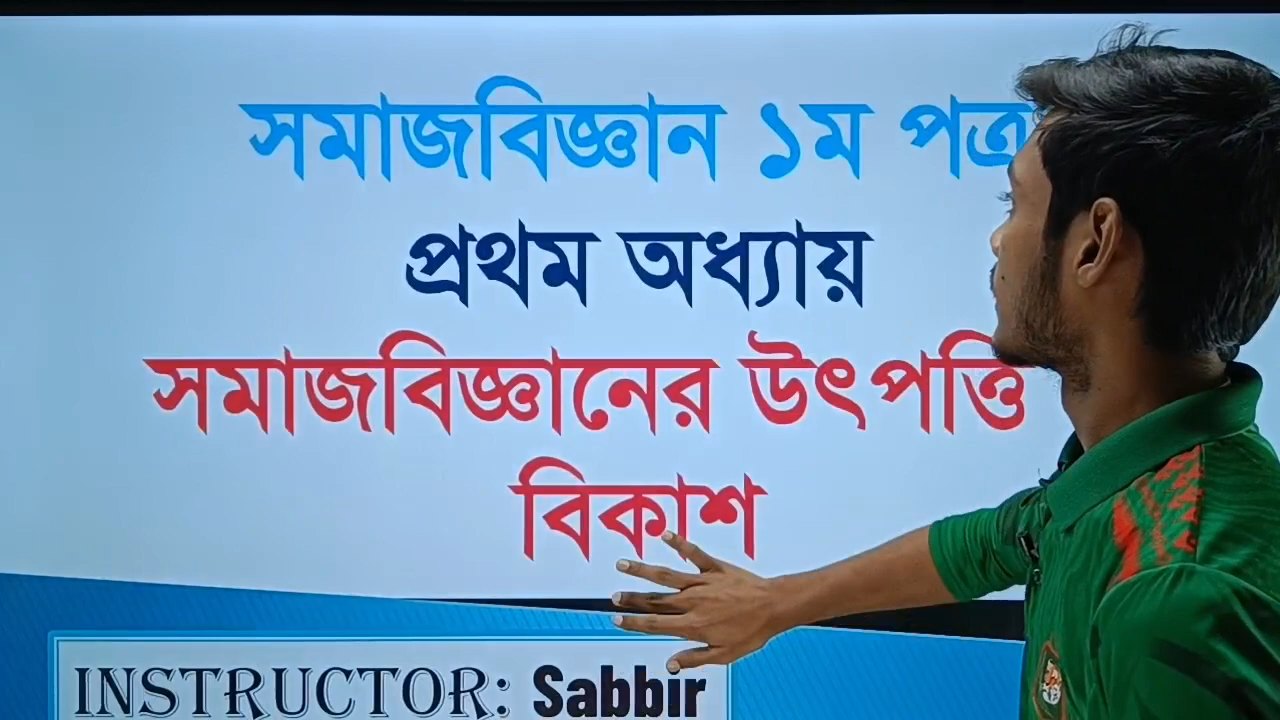 সমাজবিজ্ঞান ১ম পত্র
প্রথম অধ্যায়
সমাজবিজ্ঞানের উৎপত্তি
বিকাশ
INSTRUCTOR: Sabbir